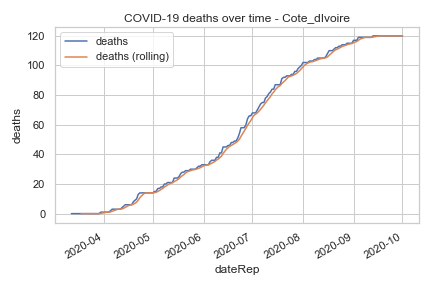 COVID-19 deaths over time - Cote_dIvoire
deaths
deaths (rolling)
120
100
80
60
40
20
0
deaths
2020-04
2020-05
2020-06
2020-07
2020-08
2020-09
2020-10
dateRep